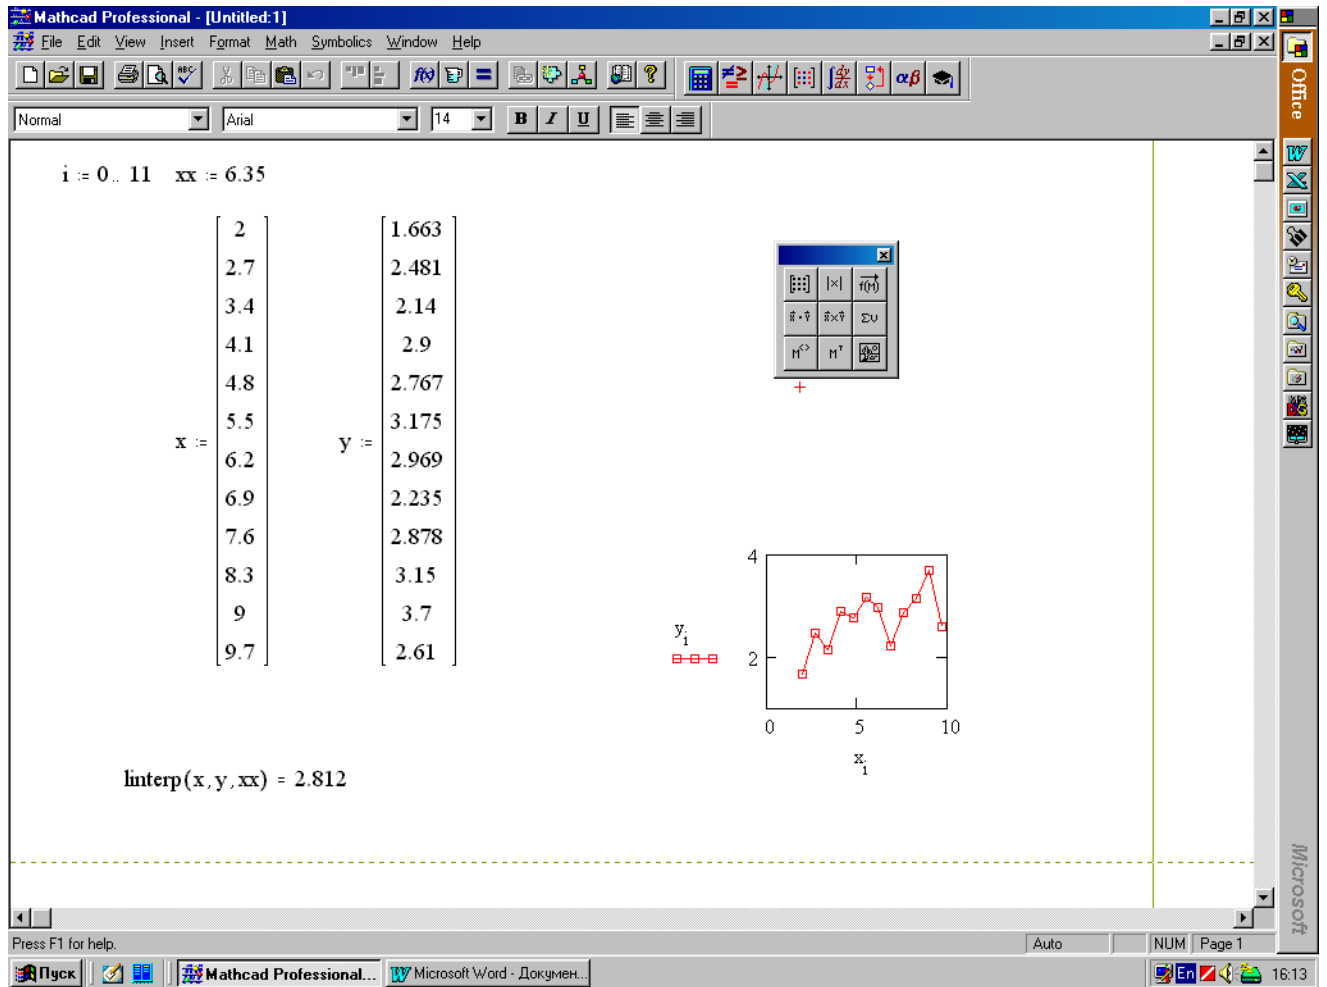 Mathcad Professional - [Untitled:1]
File Edit View Insert Format Math Symbolics Window Help
Normal Arial 14 B I U
Office
i := 0.. 11 xx := 6.35
x :=
2
2.7
3.4
4.1
4.8
5.5
6.2
6.9
7.6
8.3
9
9.7
y :=
1.663
2.481
2.14
2.9
2.767
3.175
2.969
2.235
2.878
3.15
3.7
2.61
4
2
y i
0 5 10
x i
linterp(x,y,xx) = 2.812
Microsoft
Press F1 for help.
Auto NUM Page 1
Пуск Mathcad Professional... Microsoft Word - Докумен... En 16:13